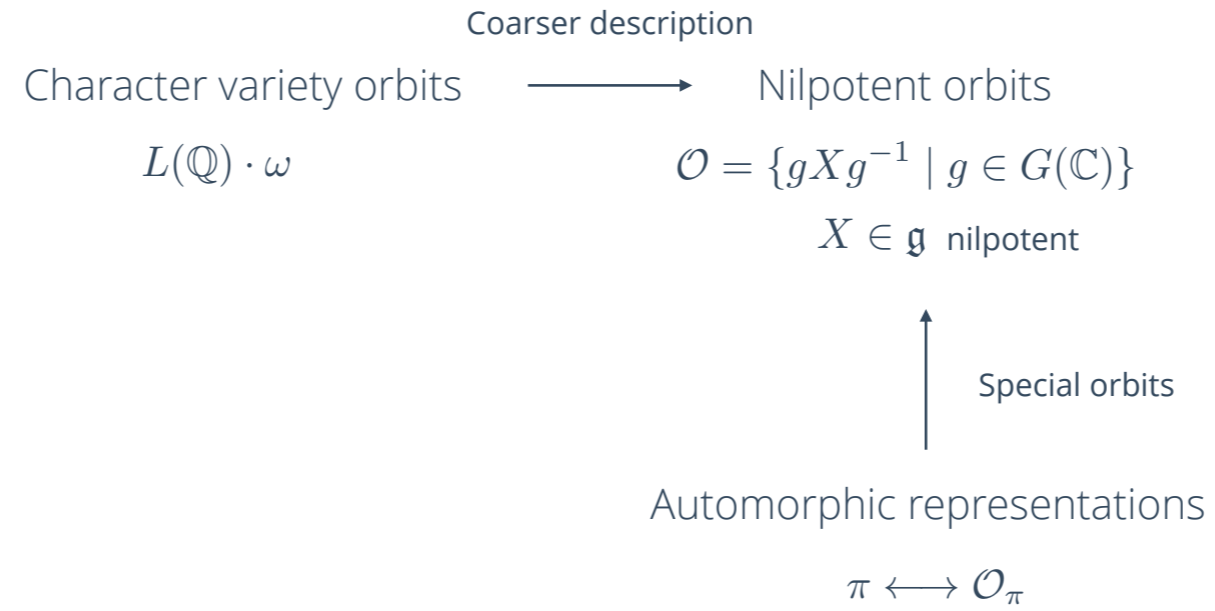 Coarser description
Character variety orbits ⟶ Nilpotent orbits
L(ℚ) · ω
𝒪 = {gXg⁻¹ | g ∈ G(ℂ)}
X ∈ 𝔤 nilpotent
Special orbits
Automorphic representations
π ⟷ 𝒪_π